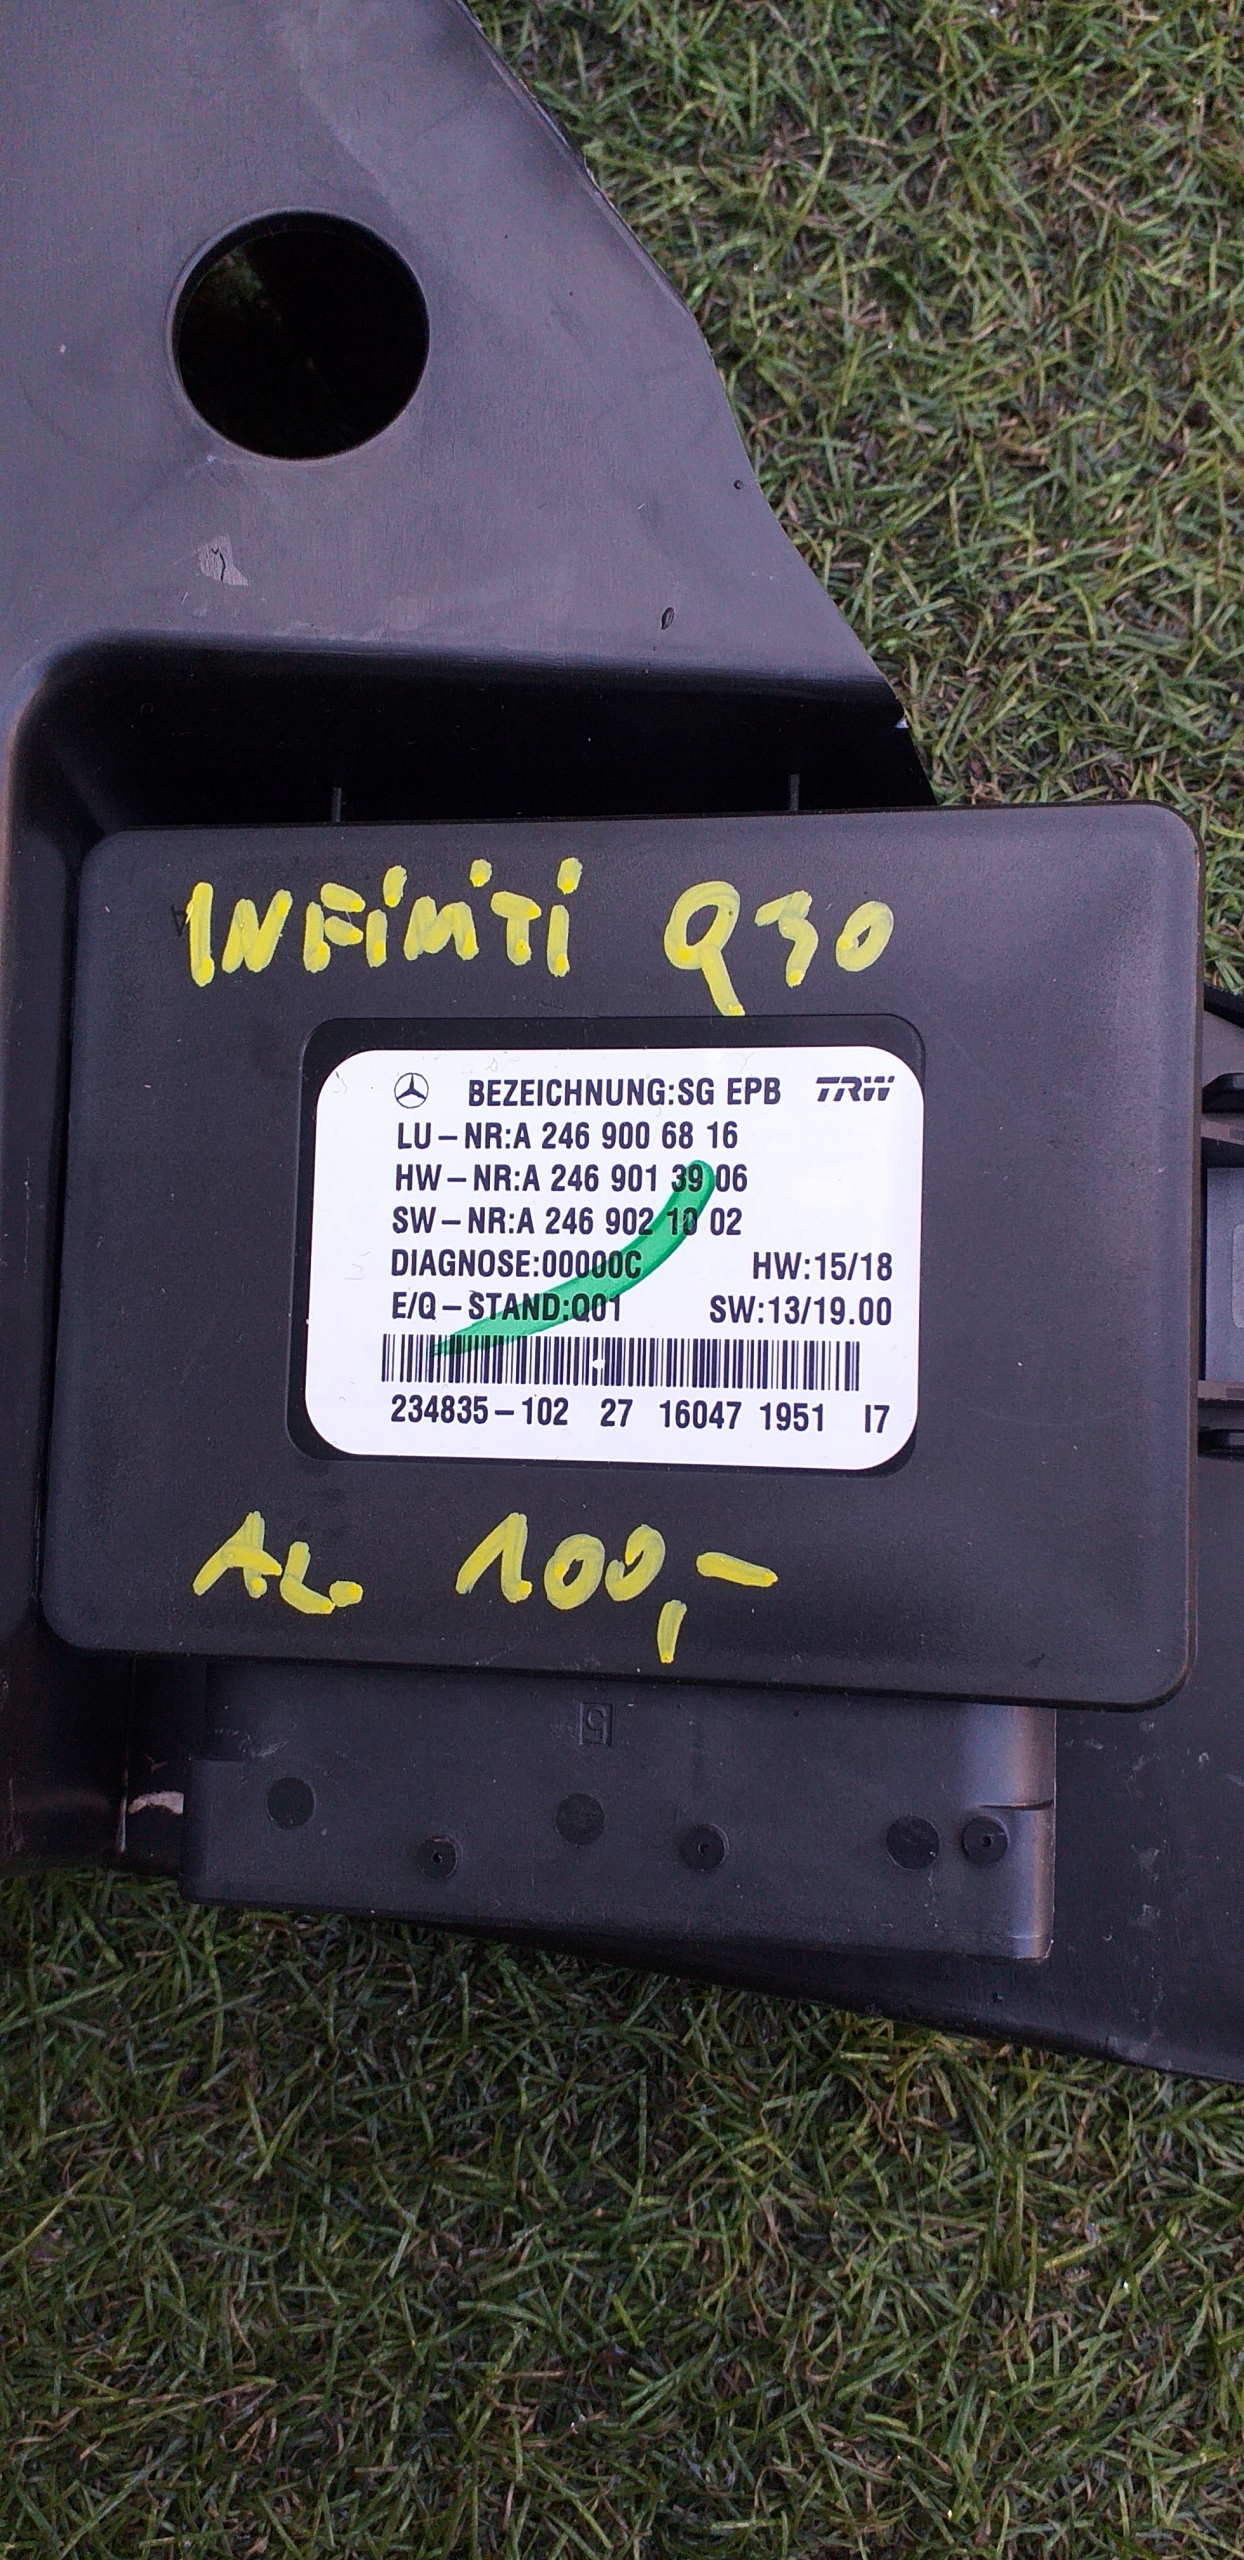 INFiNiTi Q30
BEZEICHNUNG:SG EPB TRW
LU-NR:A 246 900 68 16
HW-NR:A 246 901 39 06
SW-NR:A 246 902 10 02
DIAGNOSE:00000C HW:15/18
E/Q-STAND:Q01 SW:13/19.00
234835-102 27 16047 1951 I7
A.L. 100,-
5